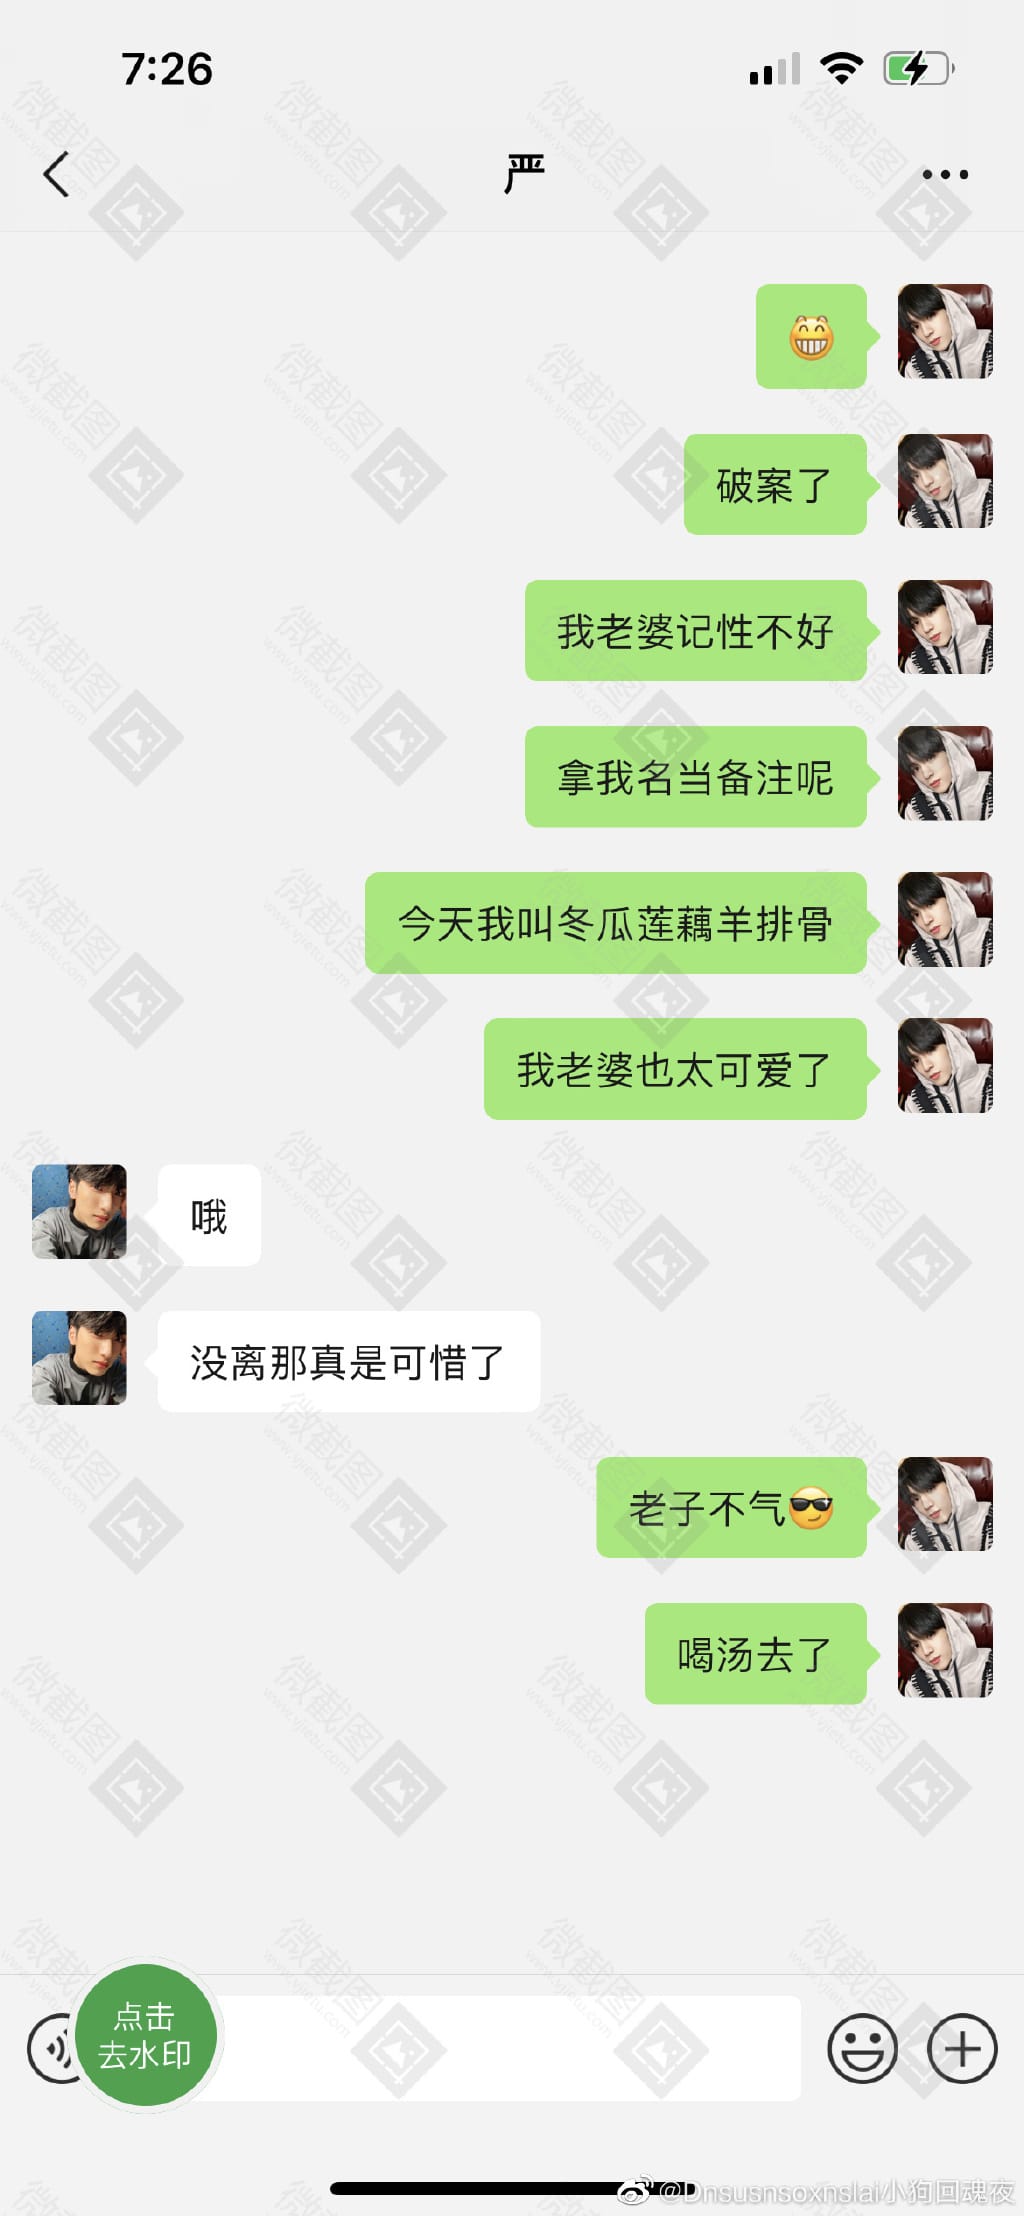 7:26
严
😁
破案了
我老婆记性不好
拿我名当备注呢
今天我叫冬瓜莲藕羊排骨
我老婆也太可爱了
哦
没离那真是可惜了
老子不气😎
喝汤去了
点击
去水印
@Dnsusnsoxnslai小狗回魂夜
微截图
www.vjietu.com